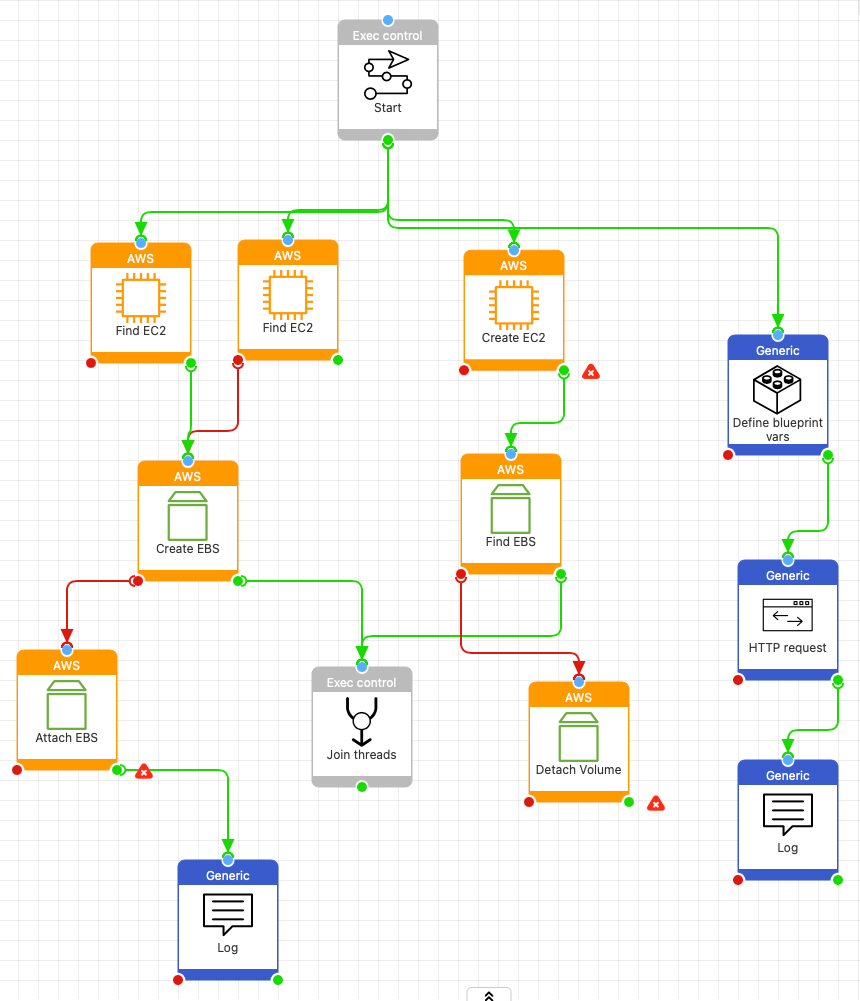 Exec control
Start
AWS
Find EC2
AWS
Find EC2
AWS
Create EC2
Generic
Define blueprint
vars
AWS
Create EBS
AWS
Find EBS
Generic
HTTP request
AWS
Attach EBS
Exec control
Join threads
AWS
Detach Volume
Generic
Log
Generic
Log